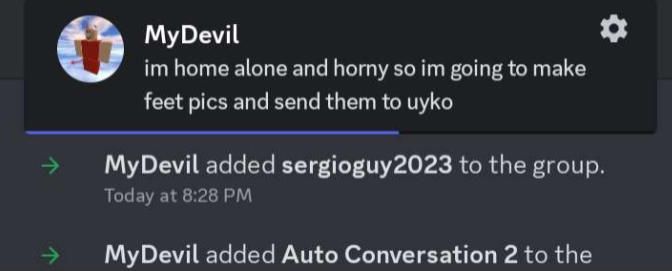 MyDevil
im home alone and horny so im going to make
feet pics and send them to uyko
MyDevil added sergioguy2023 to the group.
Today at 8:28 PM
MyDevil added Auto Conversation 2 to the